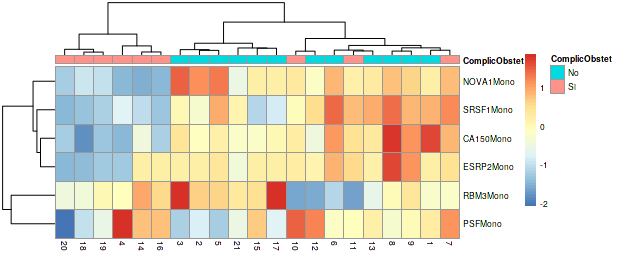 ComplicObstet
NOVA1Mono
SRSF1Mono
CA150Mono
ESRP2Mono
RBM3Mono
PSFMono
20 18 19 4 14 16 3 2 5 21 15 17 10 12 6 11 13 8 9 1 7
1
0
-1
-2
ComplicObstet
No
Si